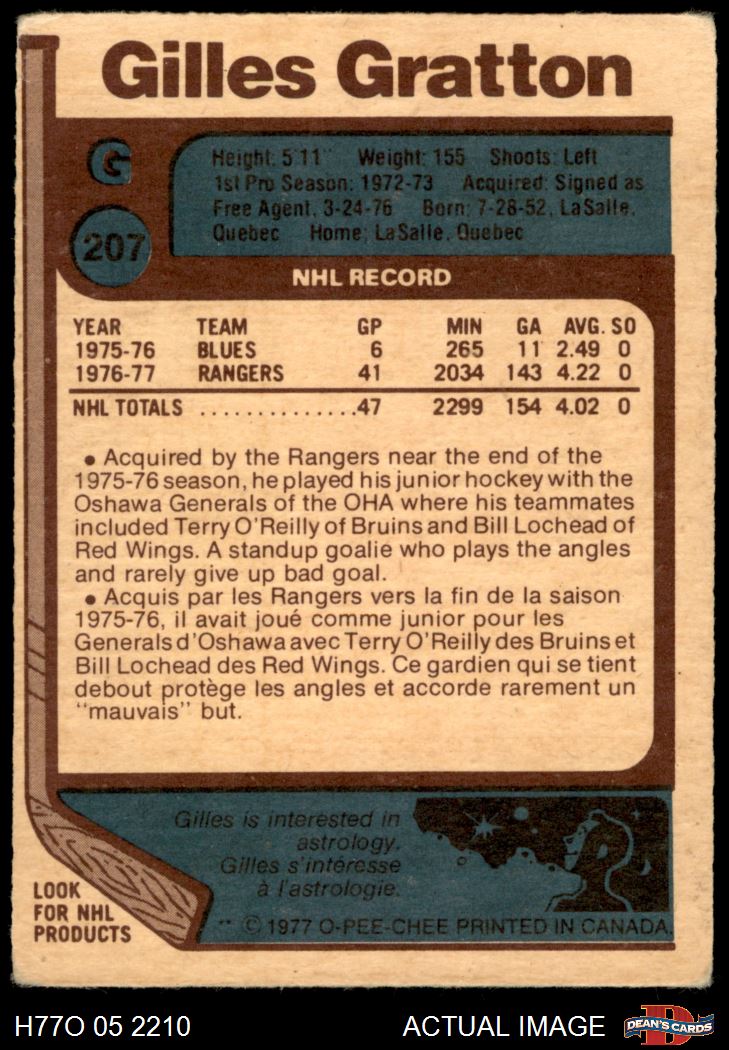 Gilles Gratton
G
Height: 5'11" Weight: 155 Shoots: Left
1st Pro Season: 1972-73 Acquired: Signed as
Free Agent, 3-24-76 Born: 7-28-52, LaSalle,
Quebec Home: LaSalle, Quebec
207
NHL RECORD
YEAR TEAM GP MIN GA AVG. SO
1975-76 BLUES 6 265 11 2.49 0
1976-77 RANGERS 41 2034 143 4.22 0
NHL TOTALS ..............47 2299 154 4.02 0
• Acquired by the Rangers near the end of the
1975-76 season, he played his junior hockey with the
Oshawa Generals of the OHA where his teammates
included Terry O'Reilly of Bruins and Bill Lochead of
Red Wings. A standup goalie who plays the angles
and rarely give up bad goal.
• Acquis par les Rangers vers la fin de la saison
1975-76, il avait joué comme junior pour les
Generals d'Oshawa avec Terry O'Reilly des Bruins et
Bill Lochead des Red Wings. Ce gardien qui se tient
debout protège les angles et accorde rarement un
"mauvais" but.
Gilles is interested in
astrology.
Gilles s'intéresse
à l'astrologie.
LOOK
FOR NHL
PRODUCTS
** © 1977 O-PEE-CHEE PRINTED IN CANADA.
H77O 05 2210 ACTUAL IMAGE
DEAN'S CARDS